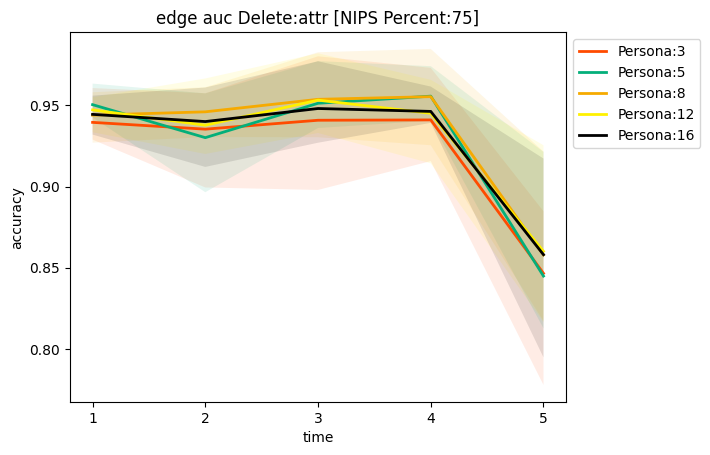 edge auc Delete:attr [NIPS Percent:75]
accuracy
0.95
0.90
0.85
0.80
1 2 3 4 5
time
Persona:3
Persona:5
Persona:8
Persona:12
Persona:16